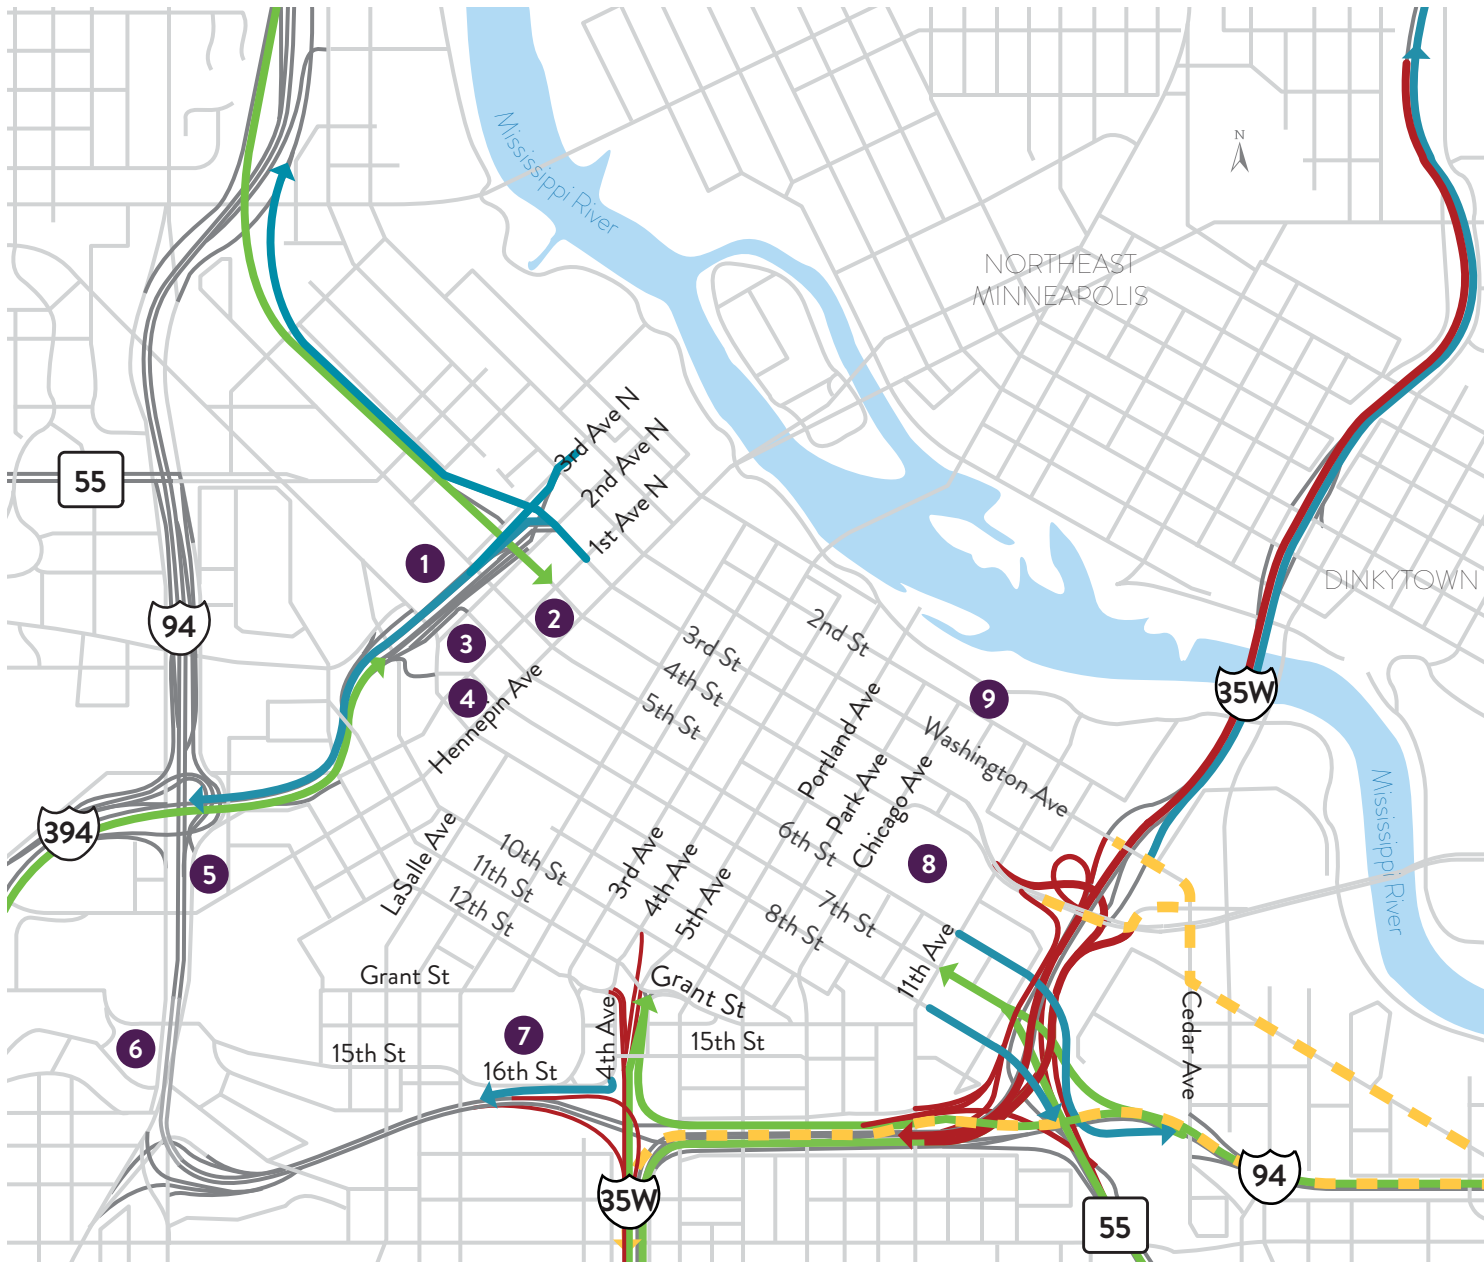 Mississippi River
N
NORTHEAST
MINNEAPOLIS
3rd Ave N
2nd Ave N
1st Ave N
55
1
DINKYTOWN
94
2
3
4
2nd St
3rd St
4th St
5th St
Hennepin Ave
9
35W
Portland Ave
Park Ave
Chicago Ave
Washington Ave
Mississippi River
394
5
LaSalle Ave
10th St
11th St
12th St
3rd Ave
4th Ave
5th Ave
6th St
7th St
8th St
8
11th Ave
Grant St
Grant St
4th Ave
Cedar Ave
6
7
15th St
15th St
16th St
35W
94
55